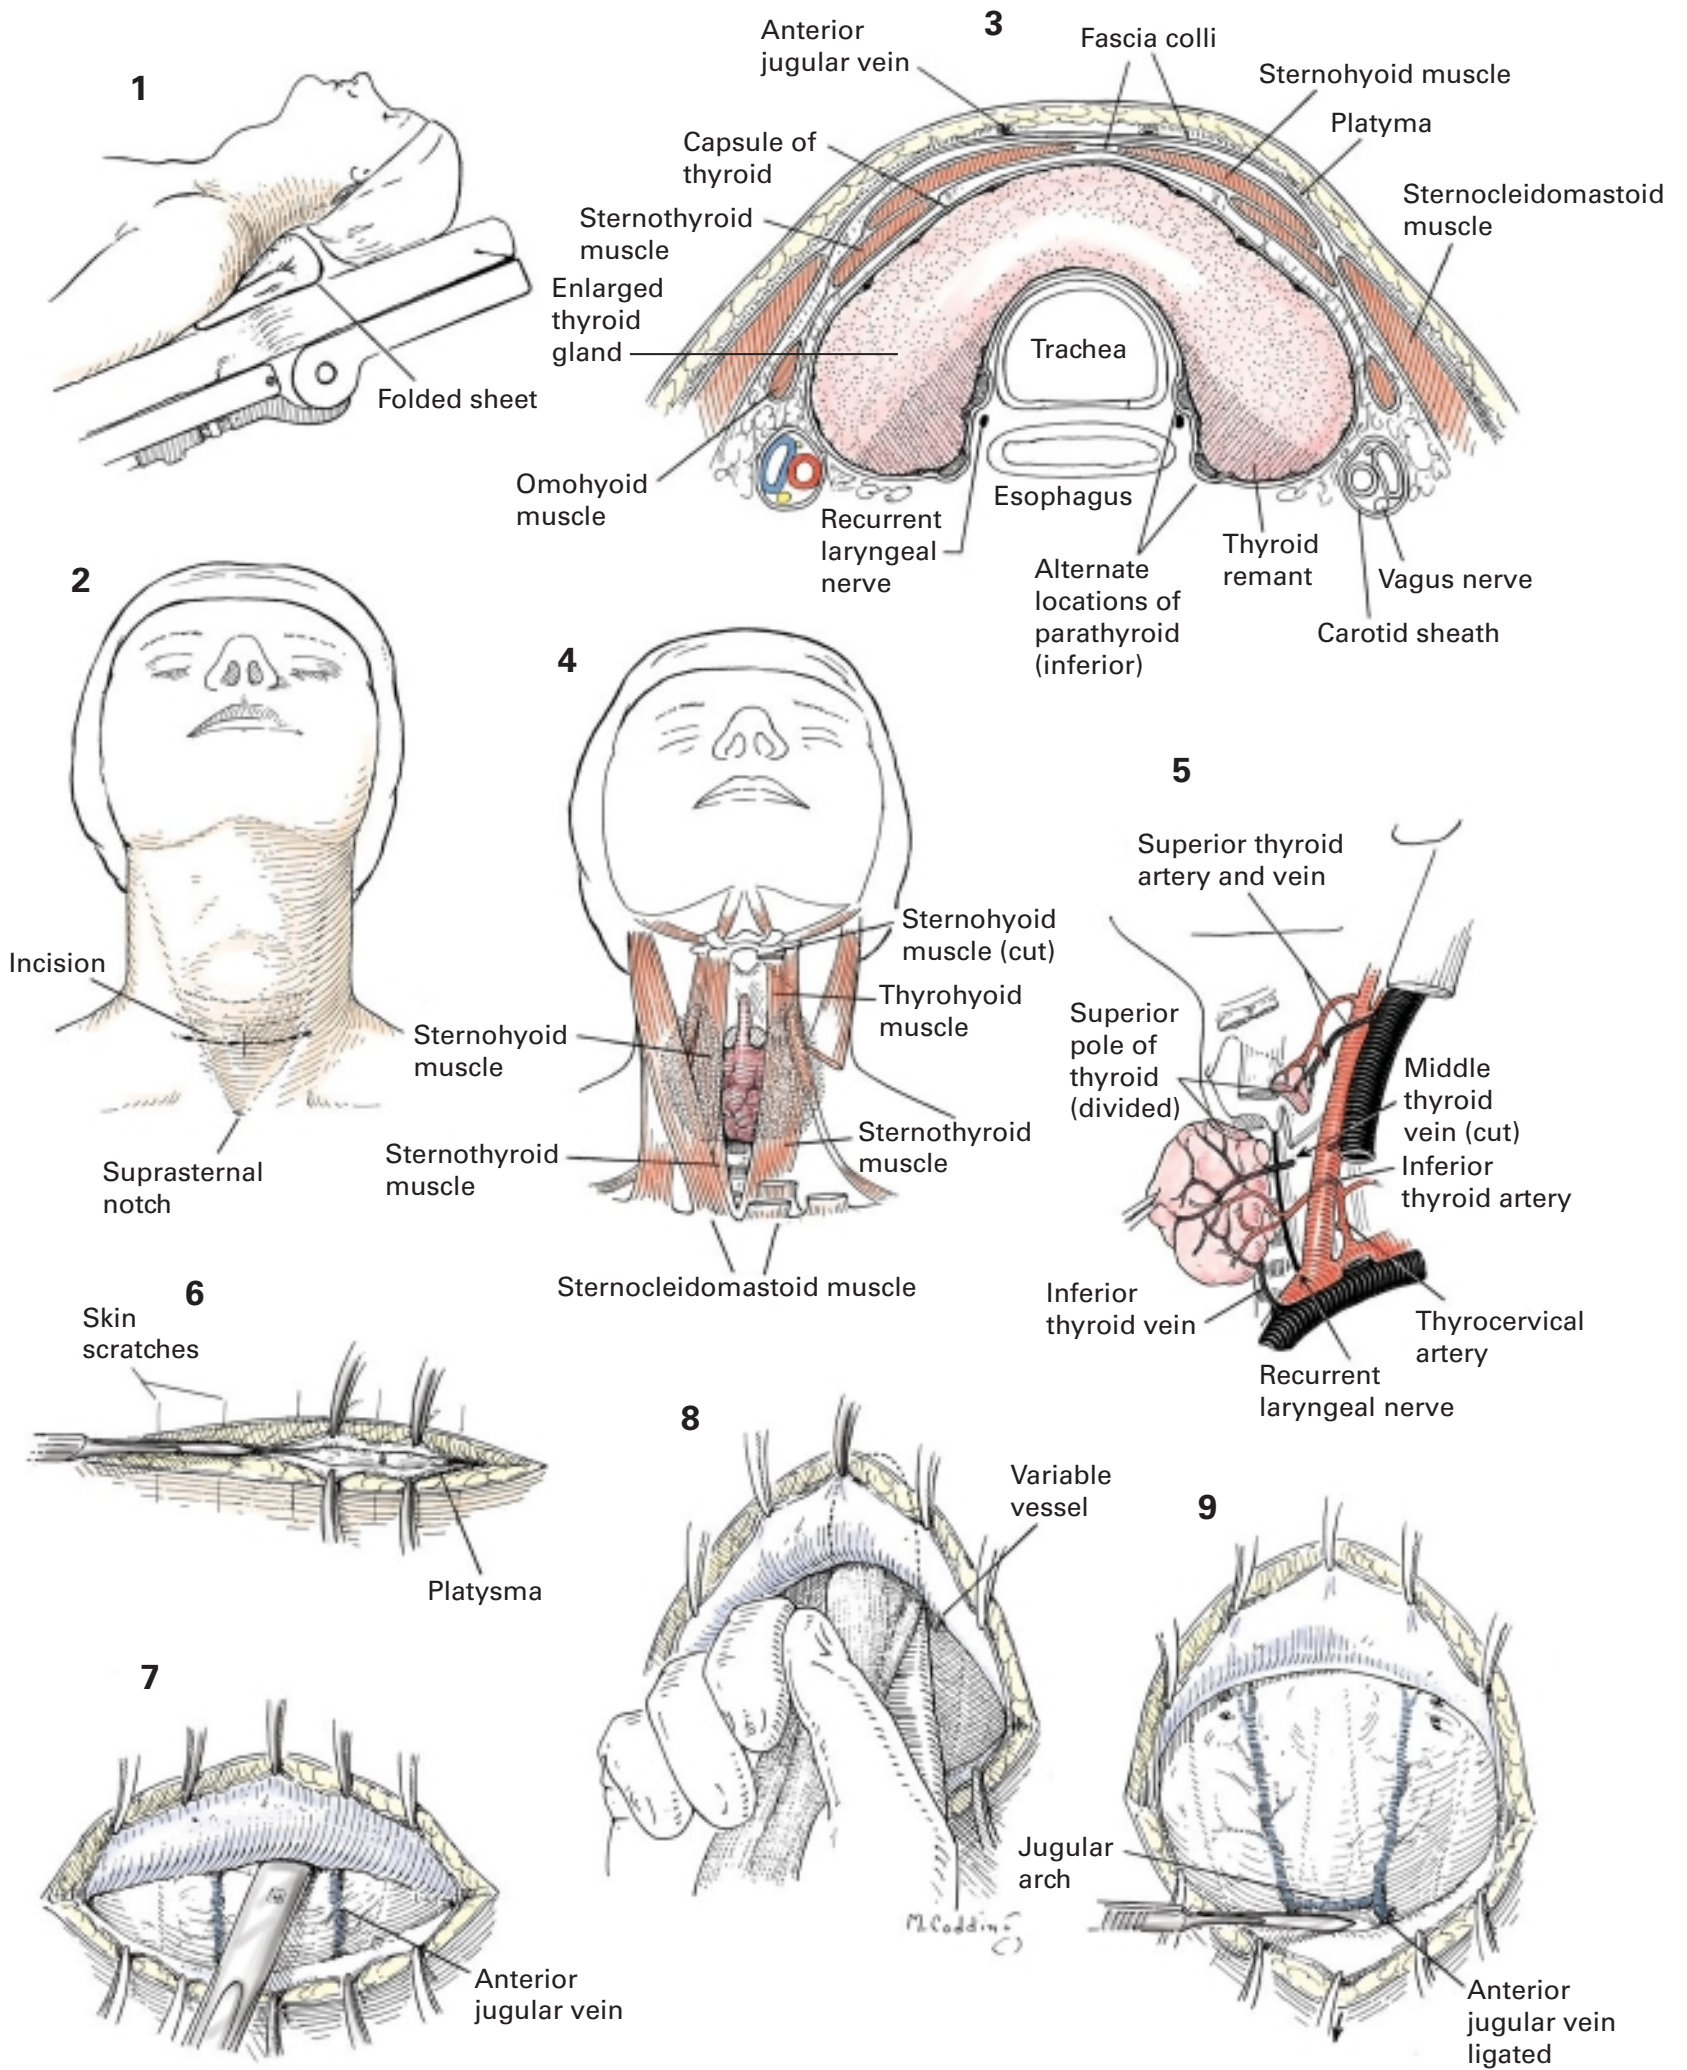 1
Folded sheet
2
Incision
Suprasternal
notch
3
Anterior
jugular vein
Fascia colli
Sternohyoid muscle
Platyma
Capsule of
thyroid
Sternocleidomastoid
muscle
Sternothyroid
muscle
Enlarged
thyroid
gland
Trachea
Omohyoid
muscle
Esophagus
Recurrent
laryngeal
nerve
Alternate
locations of
parathyroid
(inferior)
Thyroid
remant
Vagus nerve
Carotid sheath
4
Sternohyoid
muscle (cut)
Thyrohyoid
muscle
Sternohyoid
muscle
Sternothyroid
muscle
Sternothyroid
muscle
Sternocleidomastoid muscle
5
Superior thyroid
artery and vein
Superior
pole of
thyroid
(divided)
Middle
thyroid
vein (cut)
Inferior
thyroid artery
Inferior
thyroid vein
Thyrocervical
artery
Recurrent
laryngeal nerve
6
Skin
scratches
Platysma
7
Anterior
jugular vein
8
Variable
vessel
9
Jugular
arch
Anterior
jugular vein
ligated